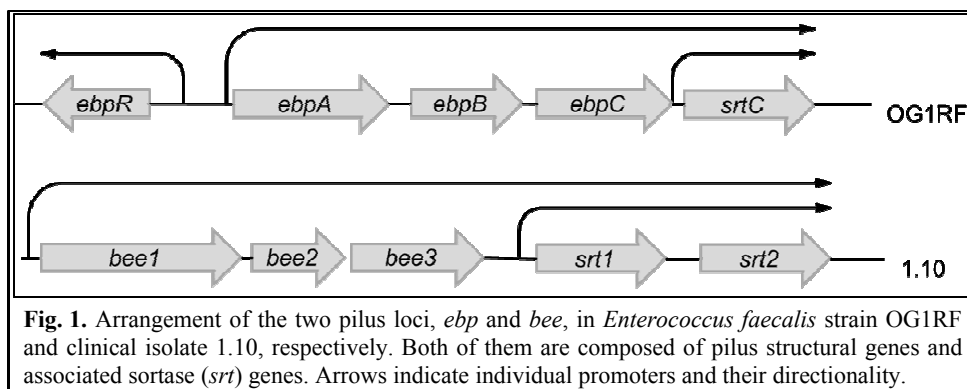 ebpR ebpA ebpB ebpC srtC OG1RF
bee1 bee2 bee3 srt1 srt2 1.10
Fig. 1. Arrangement of the two pilus loci, ebp and bee, in Enterococcus faecalis strain OG1RF
and clinical isolate 1.10, respectively. Both of them are composed of pilus structural genes and
associated sortase (srt) genes. Arrows indicate individual promoters and their directionality.